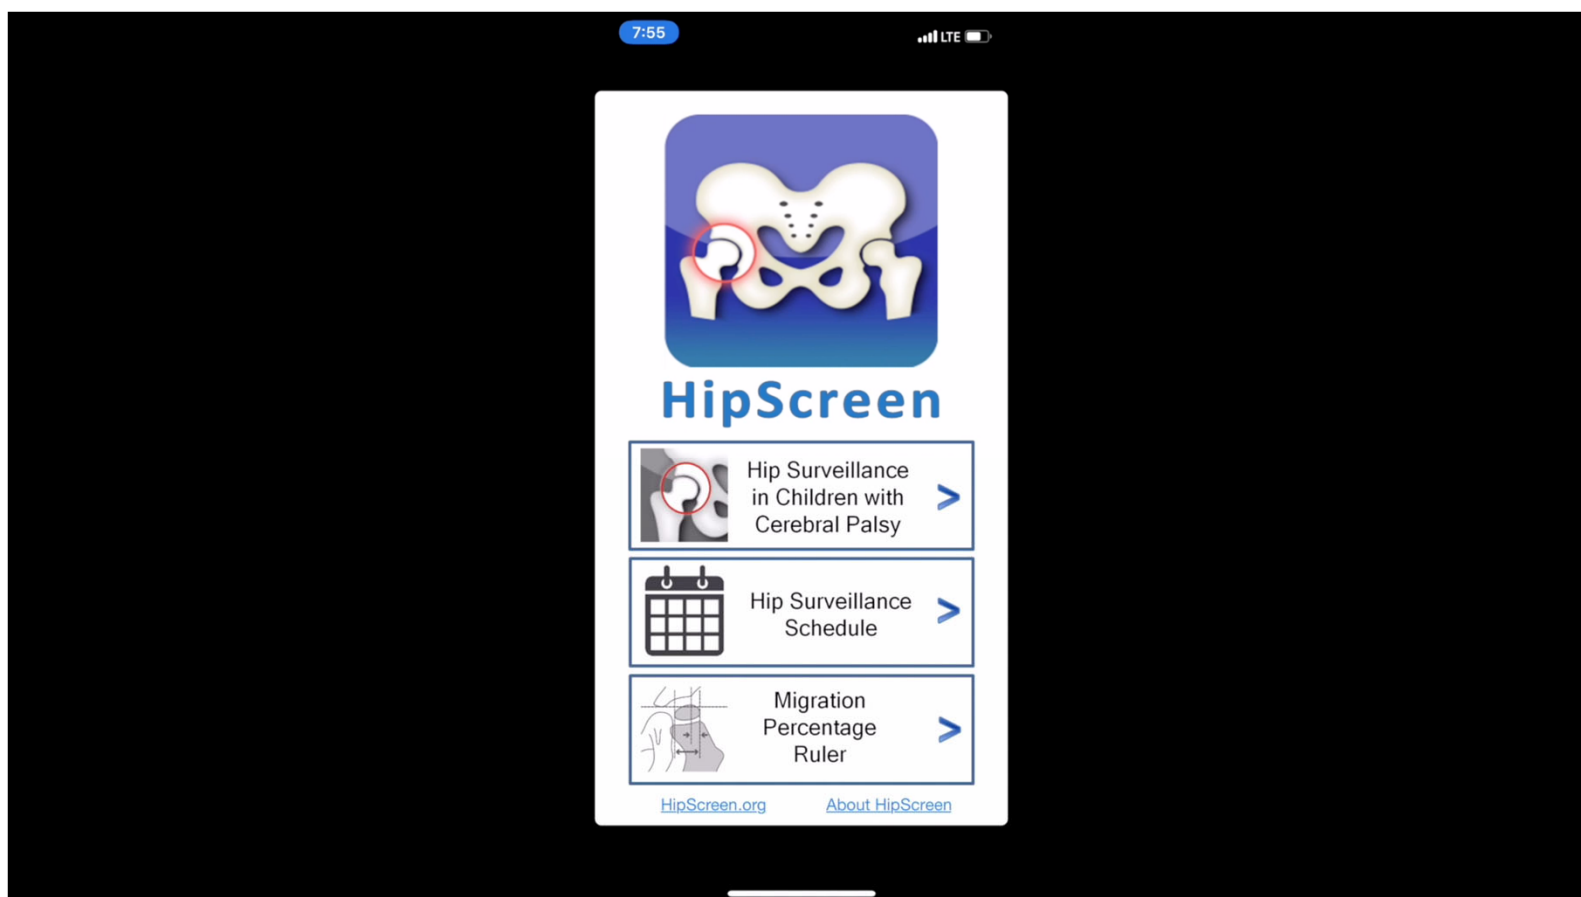 7:55
LTE
HipScreen
Hip Surveillance
in Children with
Cerebral Palsy
>
Hip Surveillance
Schedule
>
Migration
Percentage
Ruler
>
HipScreen.org
About HipScreen